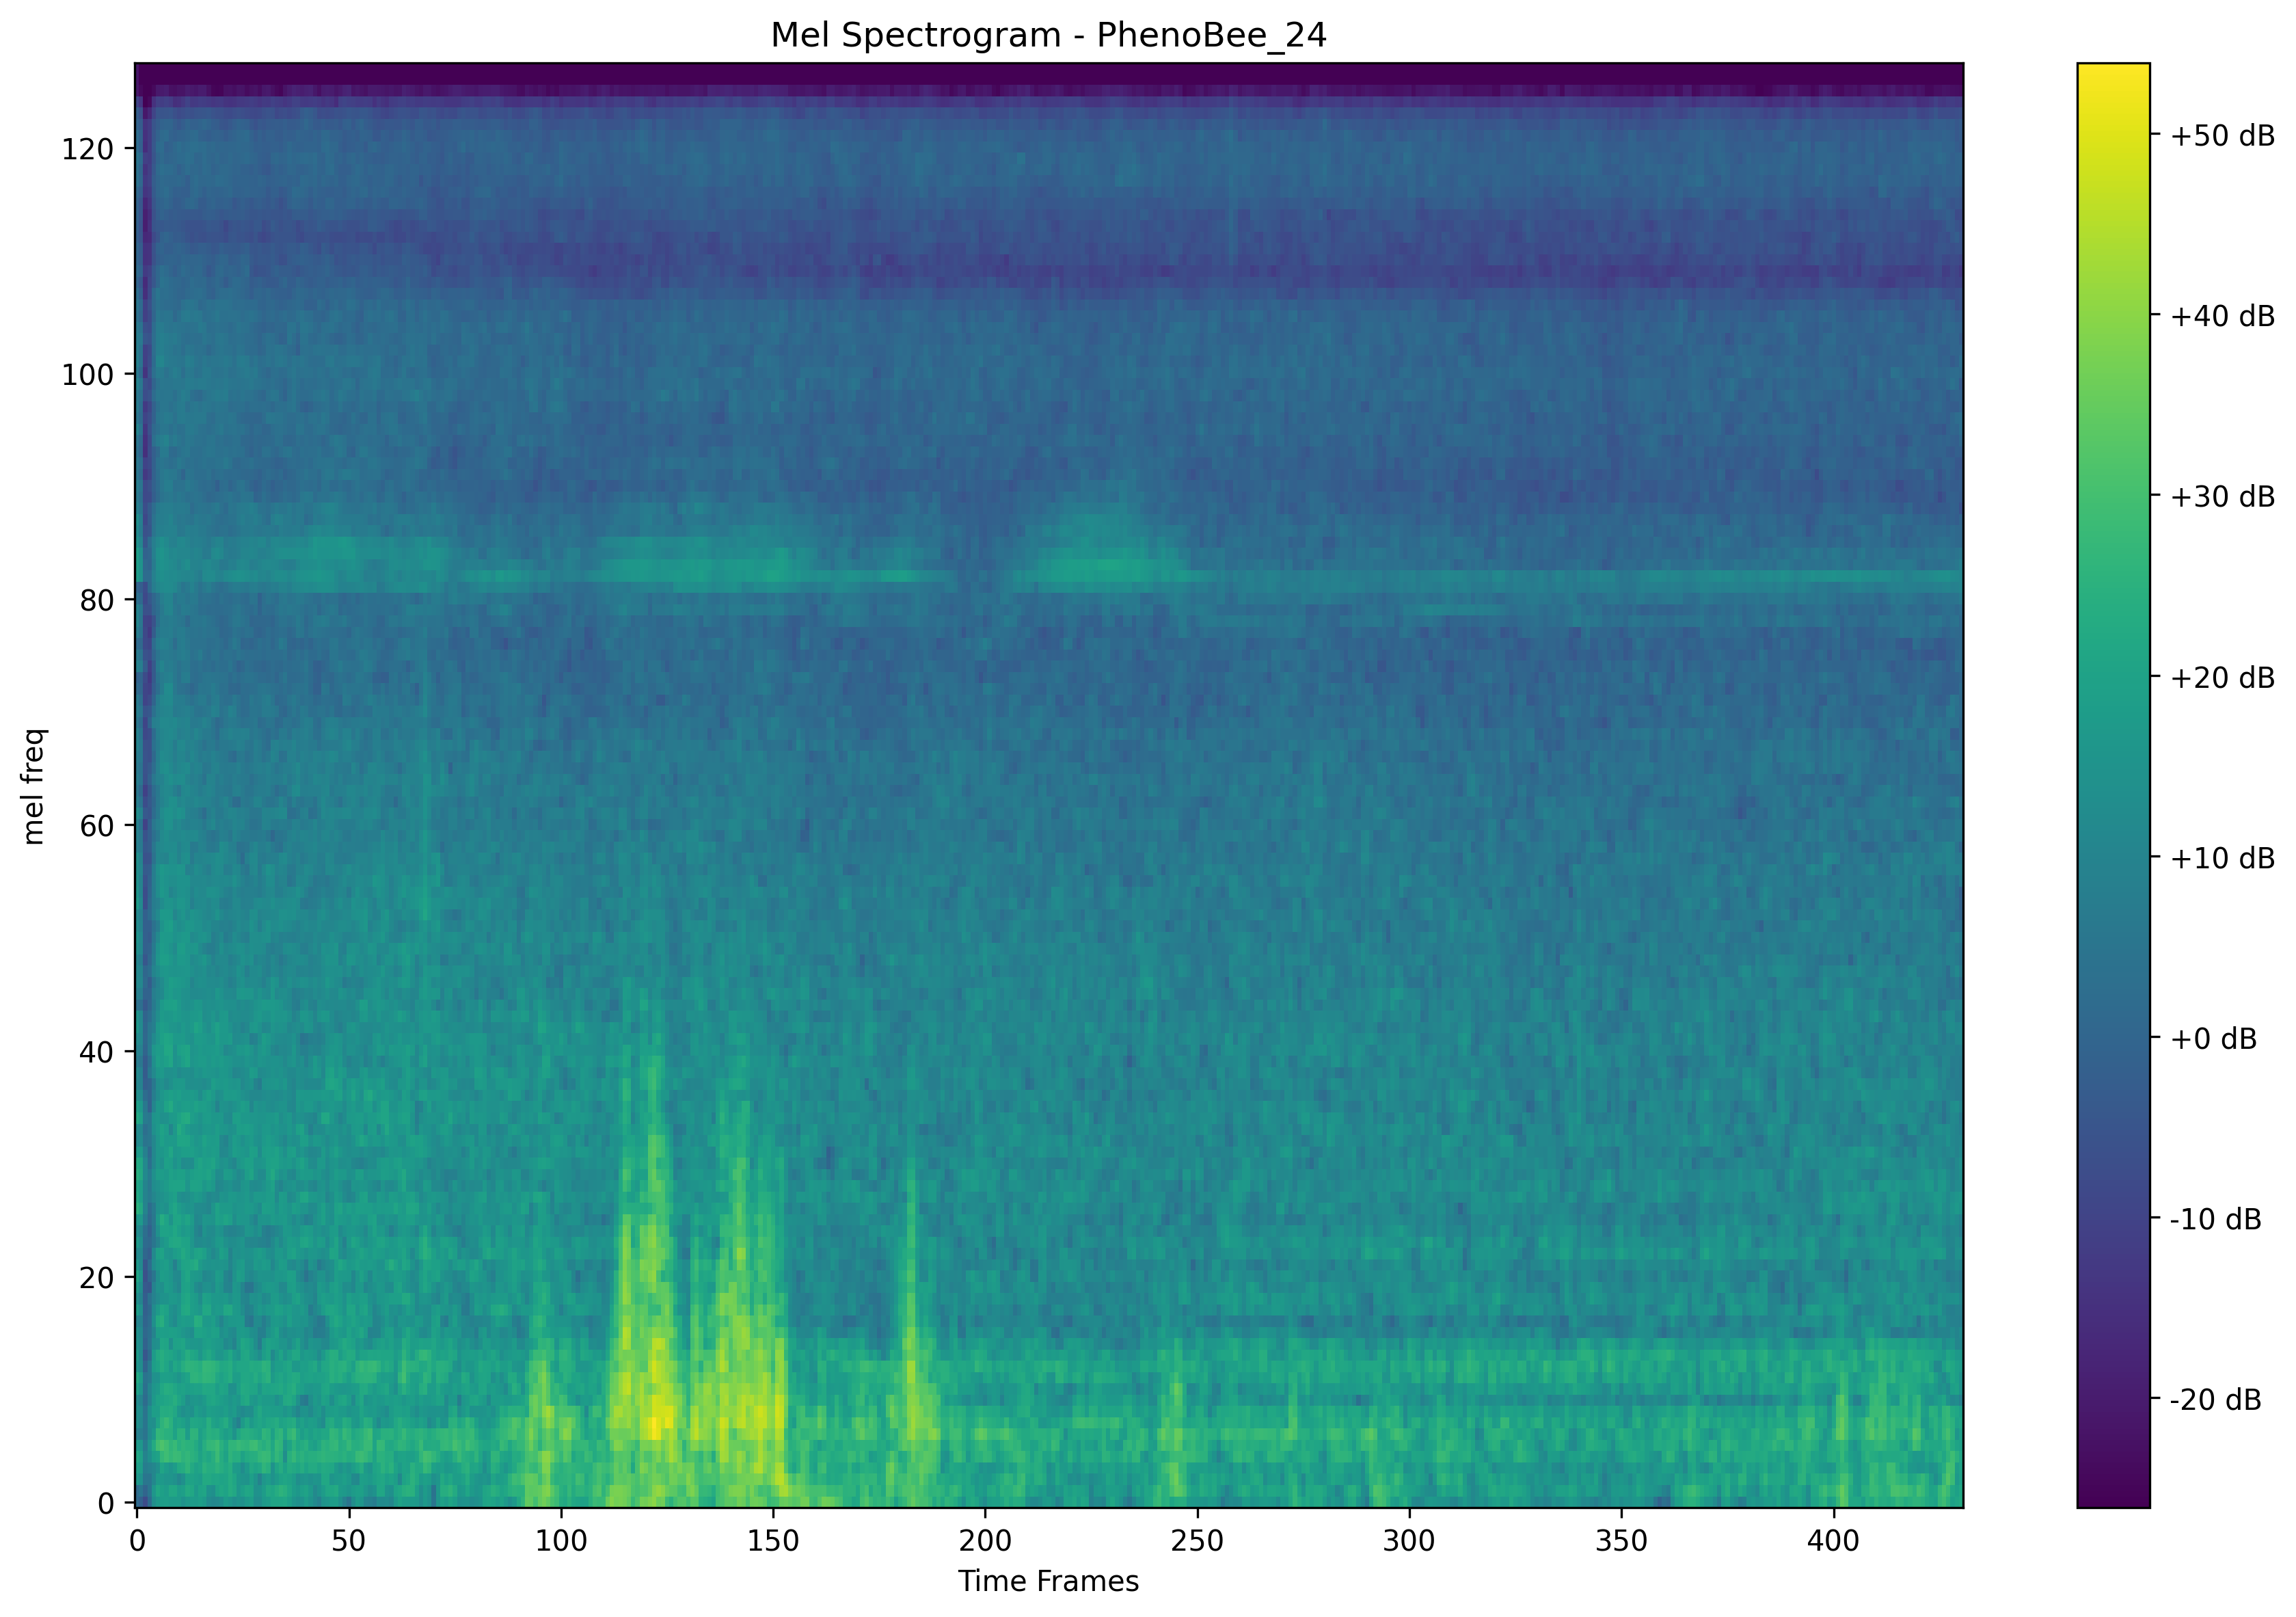 Mel Spectrogram - PhenoBee_24
mel freq
120
100
80
60
40
20
0
0 50 100 150 200 250 300 350 400
Time Frames
+50 dB
+40 dB
+30 dB
+20 dB
+10 dB
+0 dB
-10 dB
-20 dB